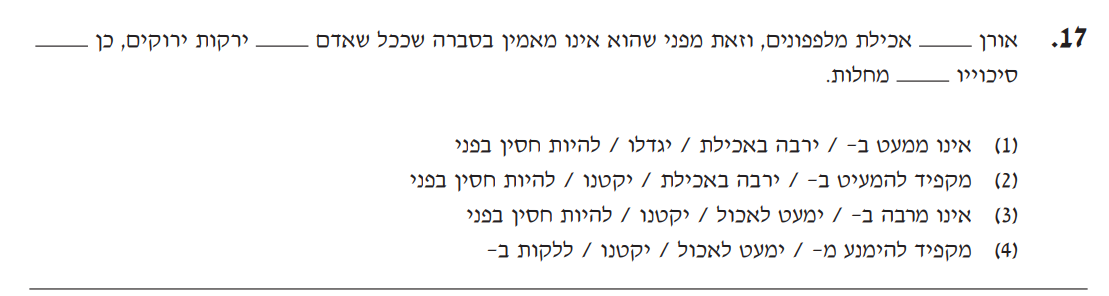 17. אורן _____ אכילת מלפפונים, וזאת מפני שהוא אינו מאמין בסברה שככל שאדם _____ ירקות ירוקים, כן _____
סיכוייו _____ מחלות.
(1) אינו ממעט ב- / ירבה באכילת / יגדלו / להיות חסין בפני
(2) מקפיד להמעיט ב- / ירבה באכילת / יקטנו / להיות חסין בפני
(3) אינו מרבה ב- / ימעט לאכול / יקטנו / להיות חסין בפני
(4) מקפיד להימנע מ- / ימעט לאכול / יקטנו / ללקות ב-